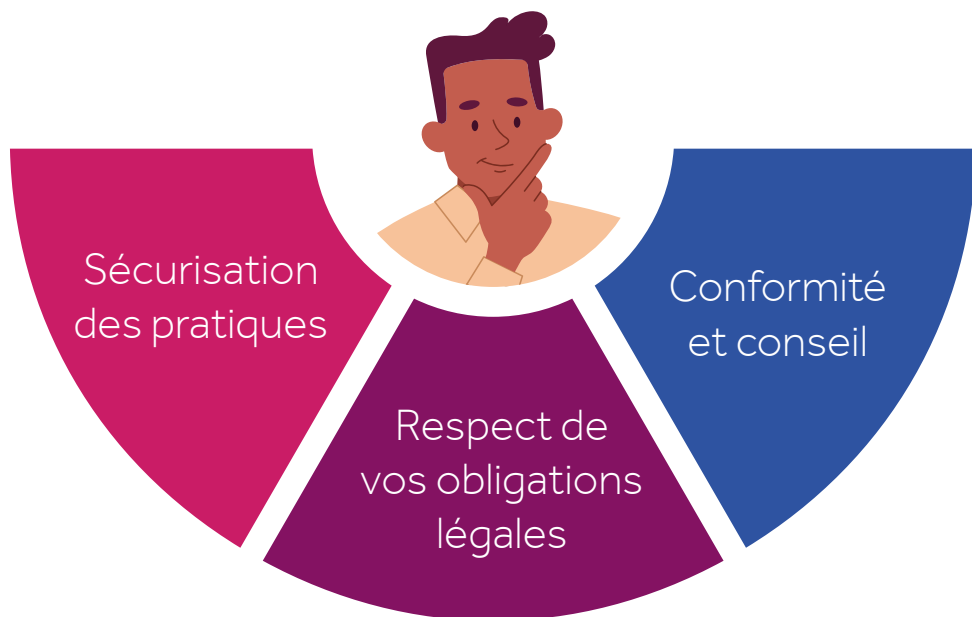 Sécurisation
des pratiques
Respect de
vos obligations
légales
Conformité
et conseil